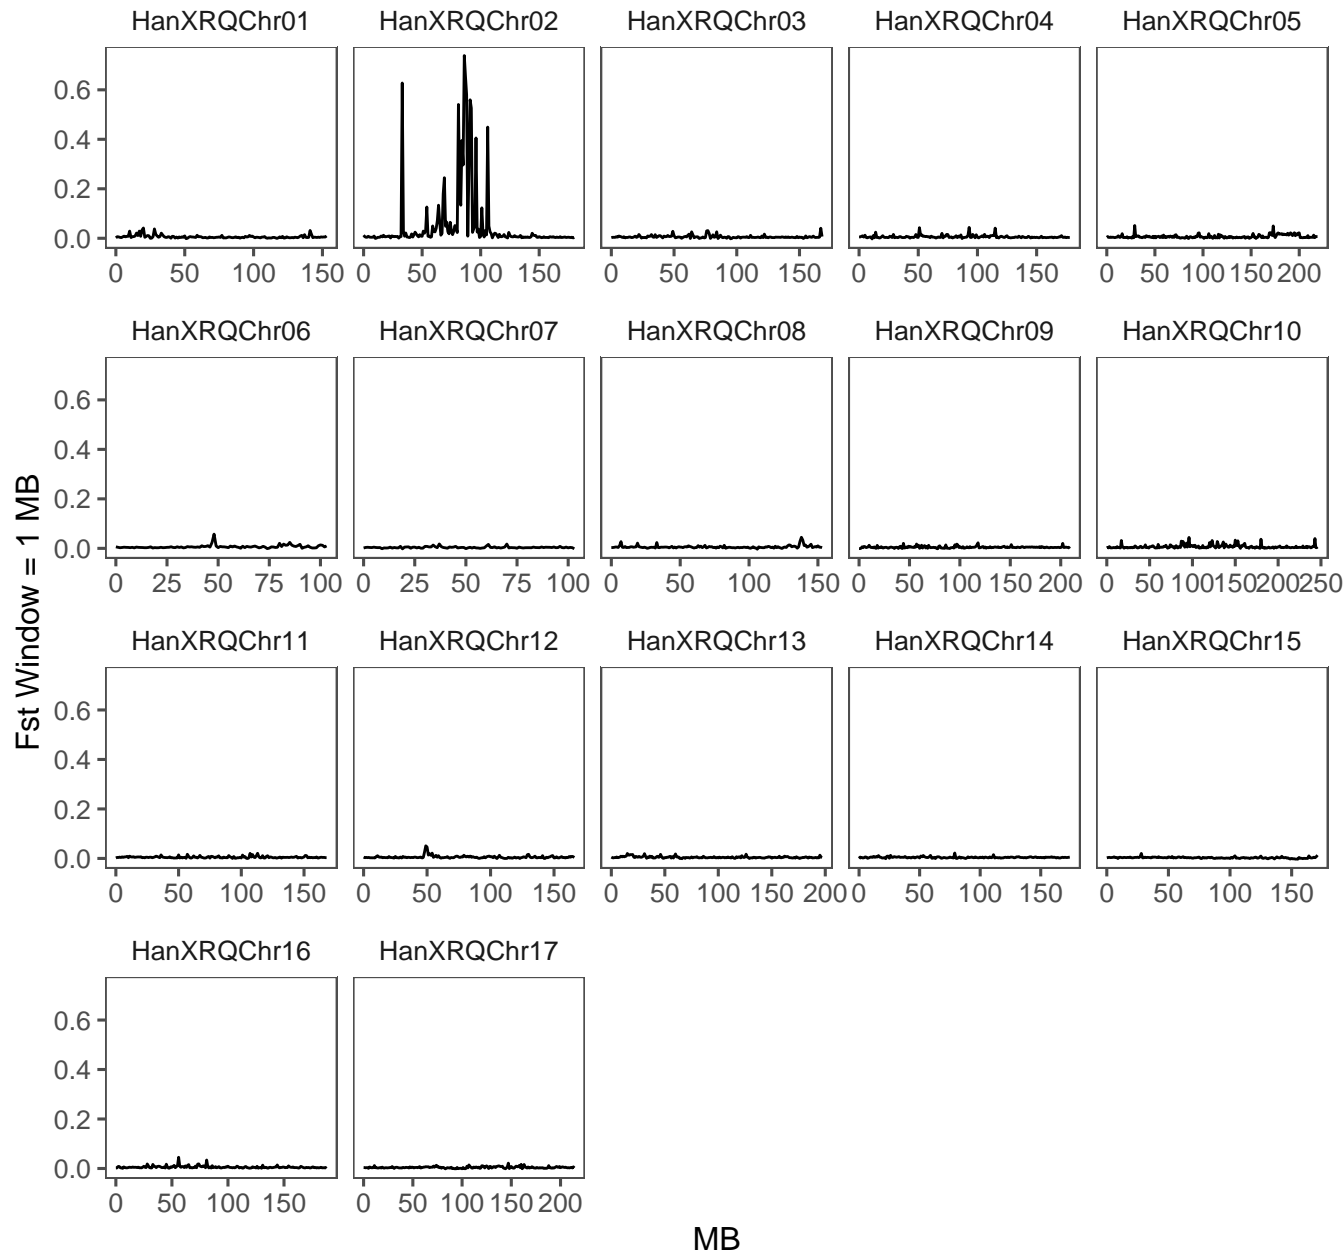 HanXRQChr01 HanXRQChr02 HanXRQChr03 HanXRQChr04 HanXRQChr05
0.6
0.4
0.2
0.0
0 50 100 150 0 50 100 150 0 50 100 150 0 50 100 150 0 50 100 150 200
HanXRQChr06 HanXRQChr07 HanXRQChr08 HanXRQChr09 HanXRQChr10
0.6
0.4
0.2
0.0
0 25 50 75 100 0 25 50 75 100 0 50 100 150 0 50 100 150 200 0 50 100 150 200 250
Fst Window = 1 MB
HanXRQChr11 HanXRQChr12 HanXRQChr13 HanXRQChr14 HanXRQChr15
0.6
0.4
0.2
0.0
0 50 100 150 0 50 100 150 0 50 100 150 200 0 50 100 150 0 50 100 150
HanXRQChr16 HanXRQChr17
0.6
0.4
0.2
0.0
0 50 100 150 0 50 100 150 200
MB